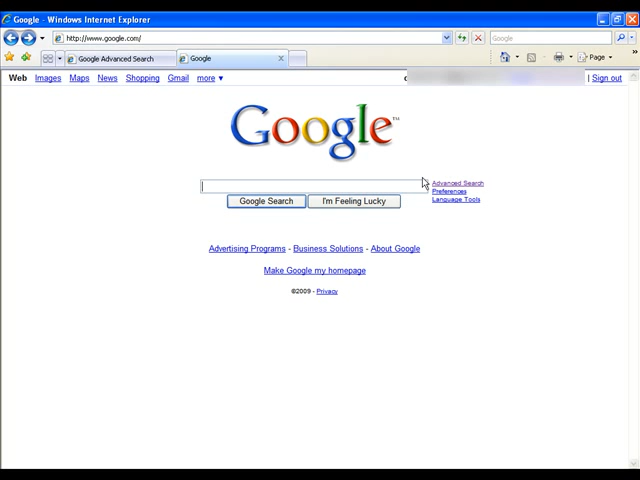 Google - Windows Internet Explorer
http://www.google.com/
Google
Google Advanced Search
Google
Page
Web Images Maps News Shopping Gmail more ▼
| Sign out
Google™
Advanced Search
Preferences
Language Tools
Google Search I'm Feeling Lucky
Advertising Programs - Business Solutions - About Google
Make Google my homepage
©2009 - Privacy